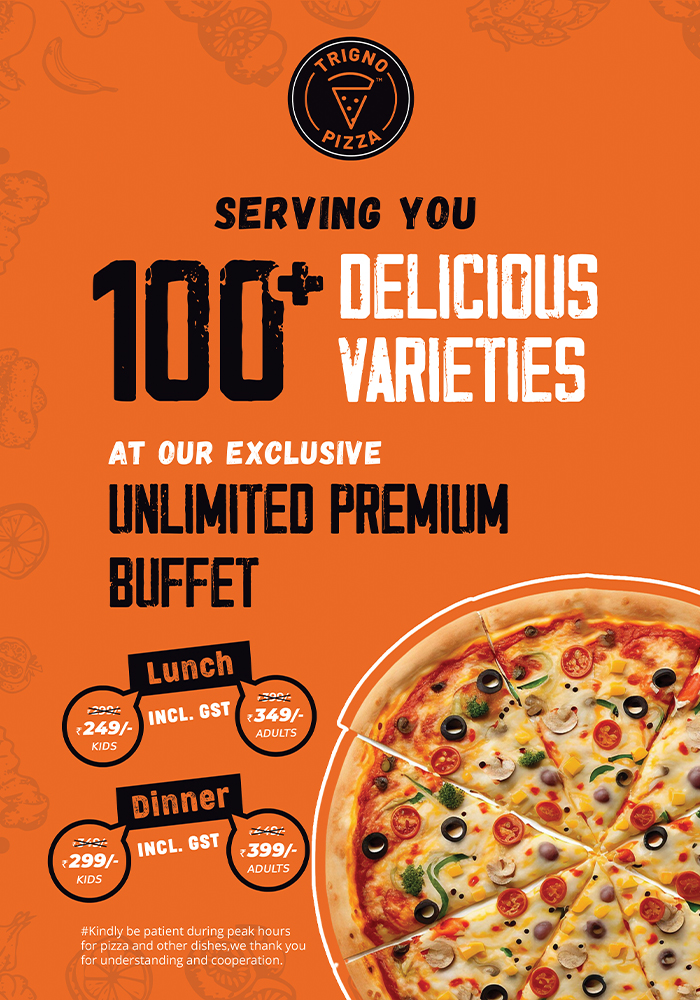 TRIGNO
TM
PIZZA
SERVING YOU
100+ DELICIOUS
VARIETIES
AT OUR EXCLUSIVE
UNLIMITED PREMIUM
BUFFET
Lunch
INCL. GST
₹249/-
KIDS
₹349/-
ADULTS
Dinner
INCL. GST
₹299/-
KIDS
₹399/-
ADULTS
#Kindly be patient during peak hours
for pizza and other dishes,we thank you
for understanding and cooperation.